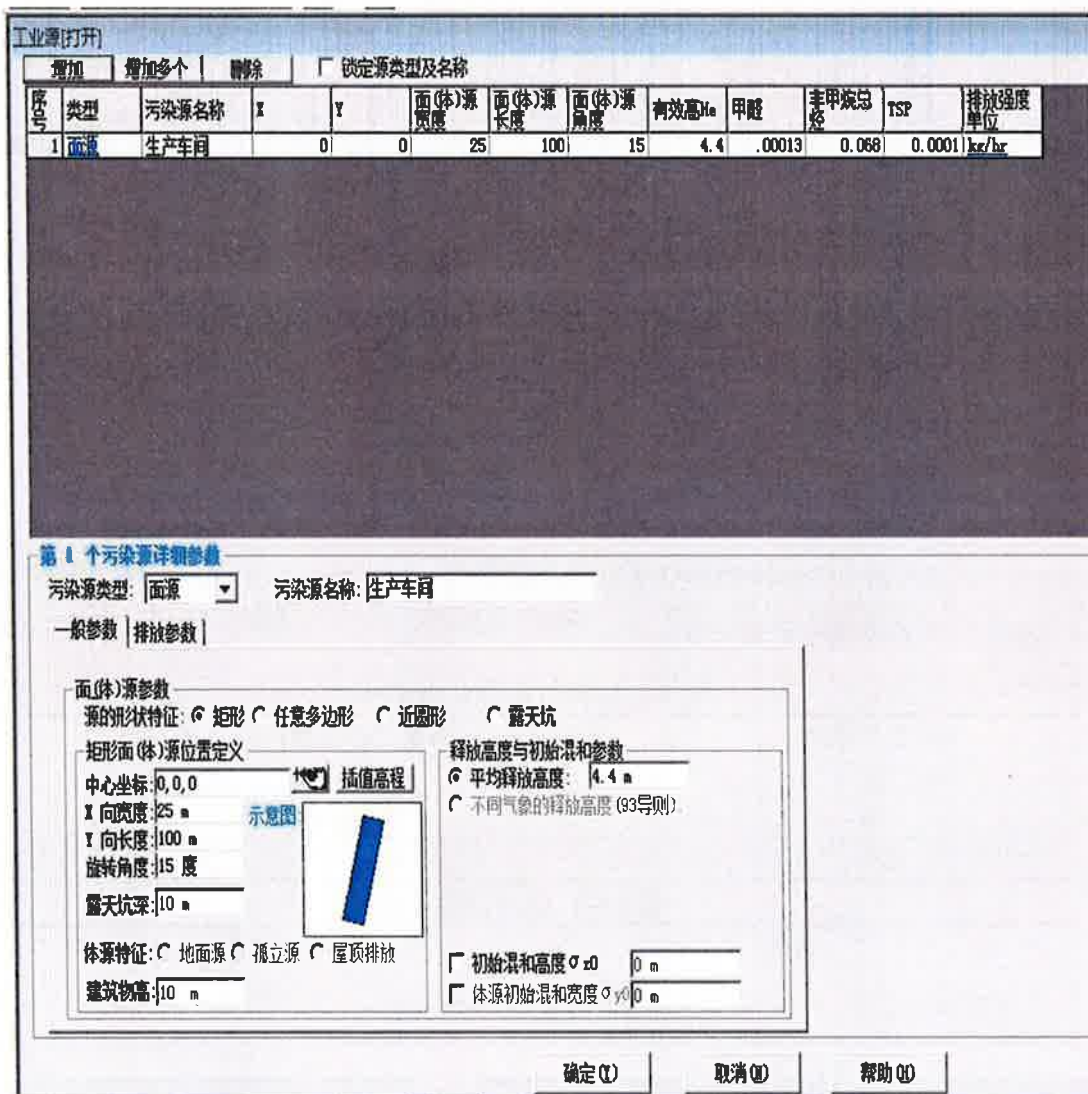 工业源[打开]
增加 增加多个 删除 锁定源类型及名称
序号 类型 污染源名称 X Y 面(体)源宽度 面(体)源长度 面(体)源角度 有效高He 甲醛 非甲烷总烃 TSP 排放强度单位
1 面源 生产车间 0 0 25 100 15 4.4 .00013 0.068 0.0001 kg/hr
第 1 个污染源详细参数
污染源类型: 面源 污染源名称: 生产车间
一般参数 排放参数
面(体)源参数
源的形状特征: 矩形 任意多边形 近圆形 露天坑
矩形面(体)源位置定义
中心坐标: 0,0,0 插值高程
X 向宽度: 25 m
示意图
Y 向长度: 100 m
旋转角度: 15 度
露天坑深: 10 m
体源特征: 地面源 孤立源 屋顶排放
建筑物高: 10 m
释放高度与初始混和参数
平均释放高度: 4.4 m
不同气象的释放高度(93导则)
初始混和高度σz0 0 m
体源初始混和宽度σy0 0 m
确定(Y) 取消(N) 帮助(H)